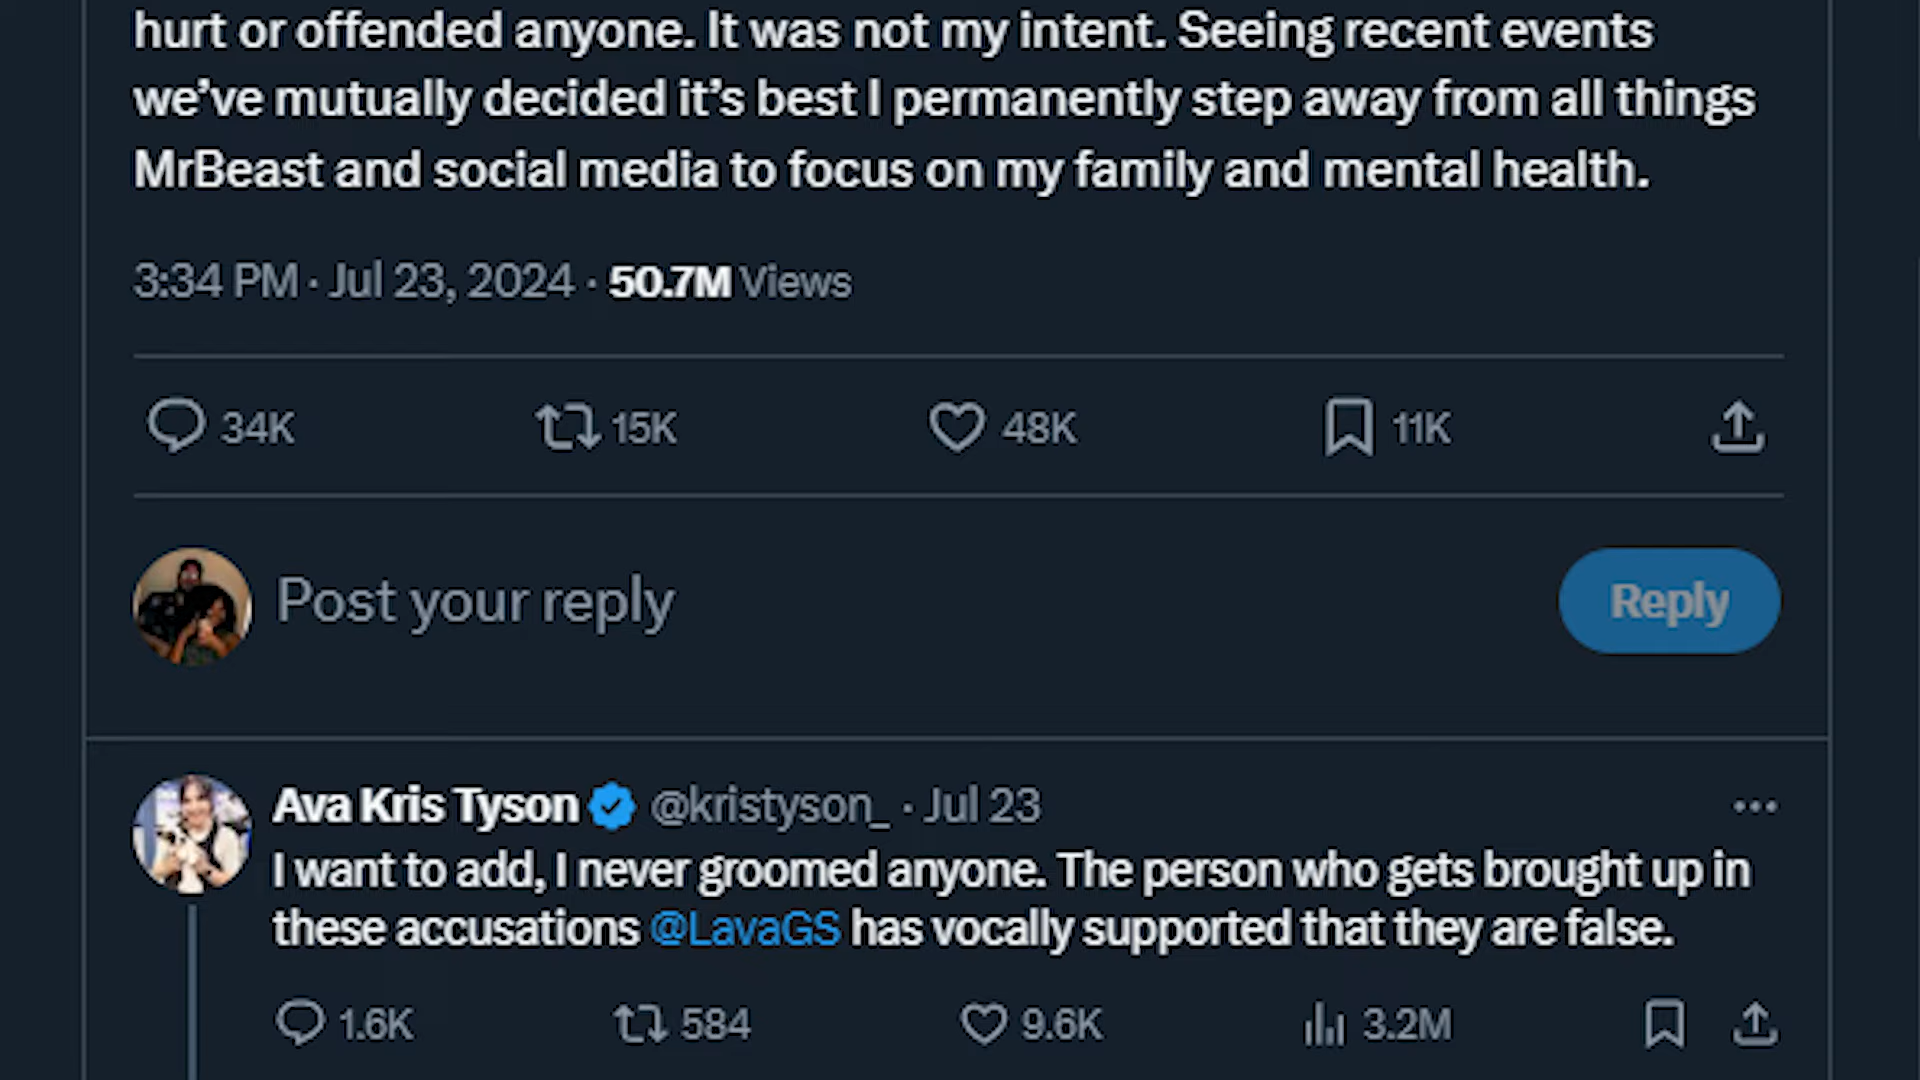 hurt or offended anyone. It was not my intent. Seeing recent events
we’ve mutually decided it’s best I permanently step away from all things
MrBeast and social media to focus on my family and mental health.
3:34 PM · Jul 23, 2024 · 50.7M Views
34K 15K 48K 11K
Post your reply Reply
Ava Kris Tyson @kristyson_ · Jul 23
I want to add, I never groomed anyone. The person who gets brought up in
these accusations @LavaGS has vocally supported that they are false.
1.6K 584 9.6K 3.2M